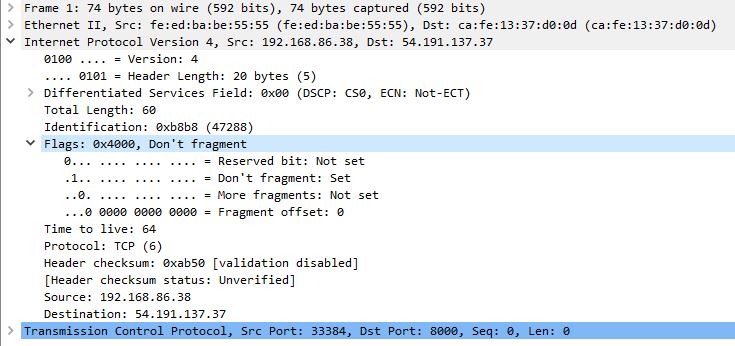 Frame 1: 74 bytes on wire (592 bits), 74 bytes captured (592 bits)
Ethernet II, Src: fe:ed:ba:be:55:55 (fe:ed:ba:be:55:55), Dst: ca:fe:13:37:d0:0d (ca:fe:13:37:d0:0d)
Internet Protocol Version 4, Src: 192.168.86.38, Dst: 54.191.137.37
0100 .... = Version: 4
.... 0101 = Header Length: 20 bytes (5)
Differentiated Services Field: 0x00 (DSCP: CS0, ECN: Not-ECT)
Total Length: 60
Identification: 0xb8b8 (47288)
Flags: 0x4000, Don't fragment
0... .... .... .... = Reserved bit: Not set
.1.. .... .... .... = Don't fragment: Set
..0. .... .... .... = More fragments: Not set
...0 0000 0000 0000 = Fragment offset: 0
Time to live: 64
Protocol: TCP (6)
Header checksum: 0xab50 [validation disabled]
[Header checksum status: Unverified]
Source: 192.168.86.38
Destination: 54.191.137.37
Transmission Control Protocol, Src Port: 33384, Dst Port: 8000, Seq: 0, Len: 0